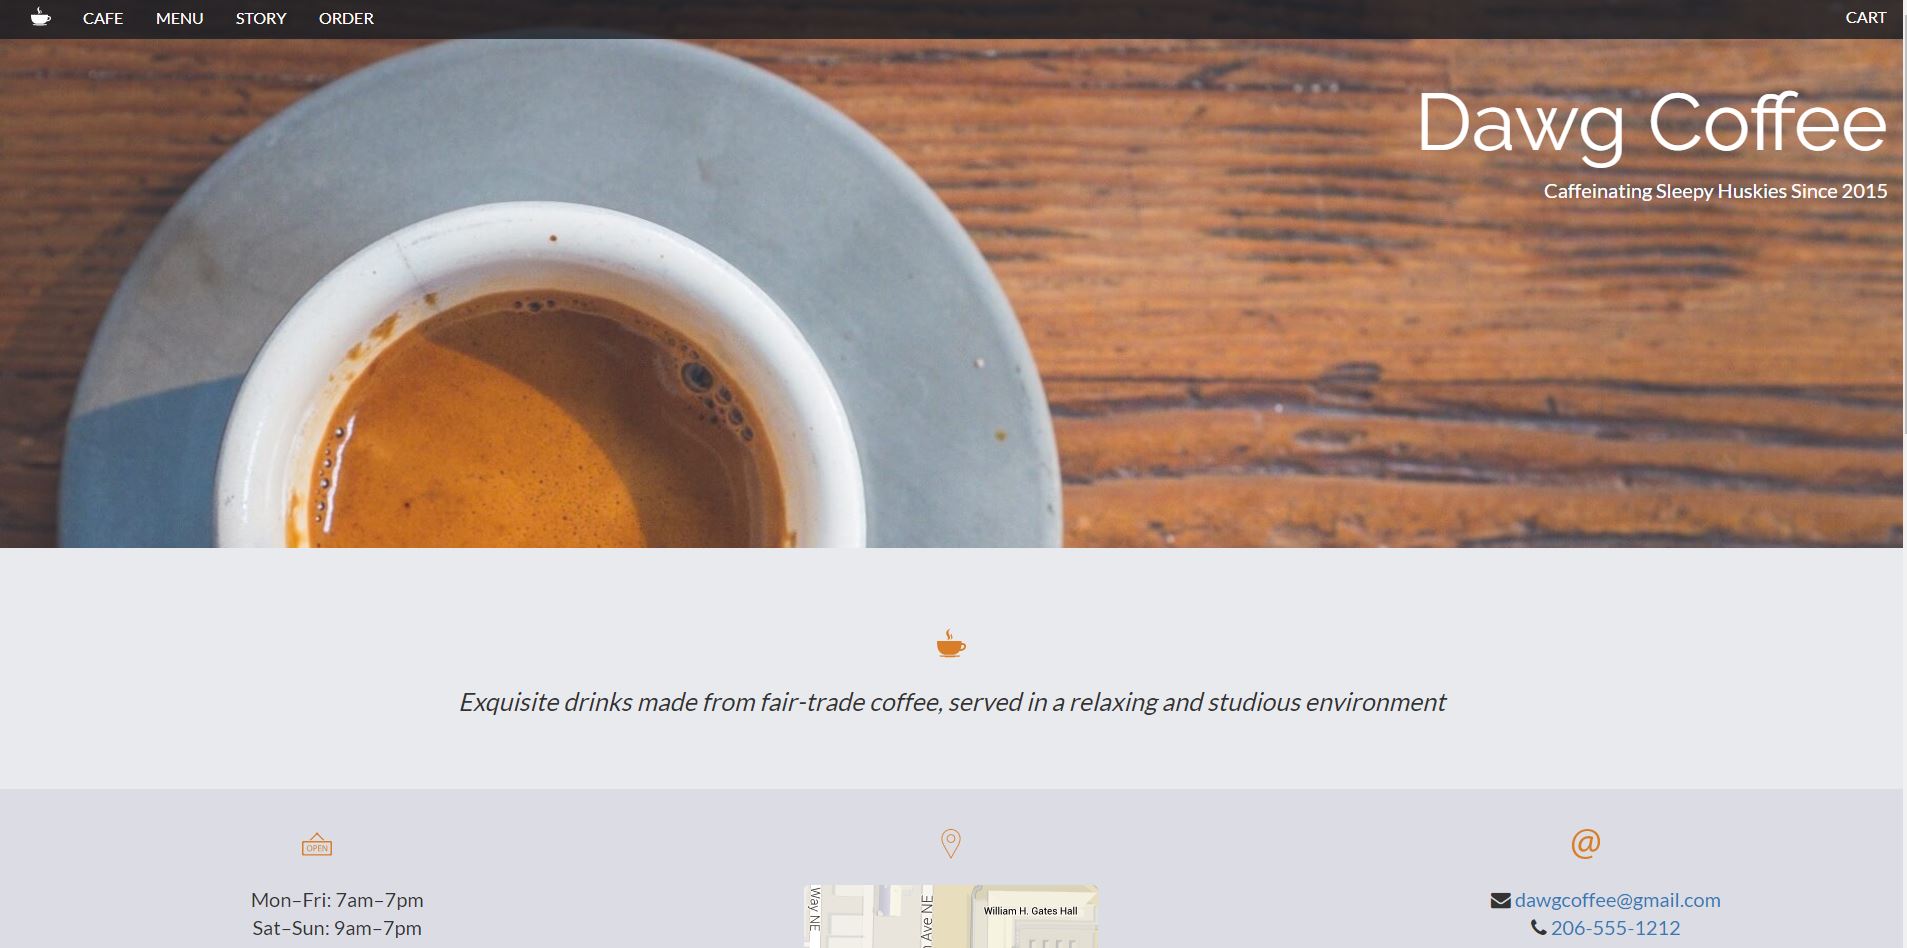 CAFE MENU STORY ORDER CART
Dawg Coffee
Caffeinating Sleepy Huskies Since 2015
Exquisite drinks made from fair-trade coffee, served in a relaxing and studious environment
OPEN
@
Mon–Fri: 7am–7pm
Sat–Sun: 9am–7pm
Way NE
Ave NE
William H. Gates Hall
dawgcoffee@gmail.com
206-555-1212